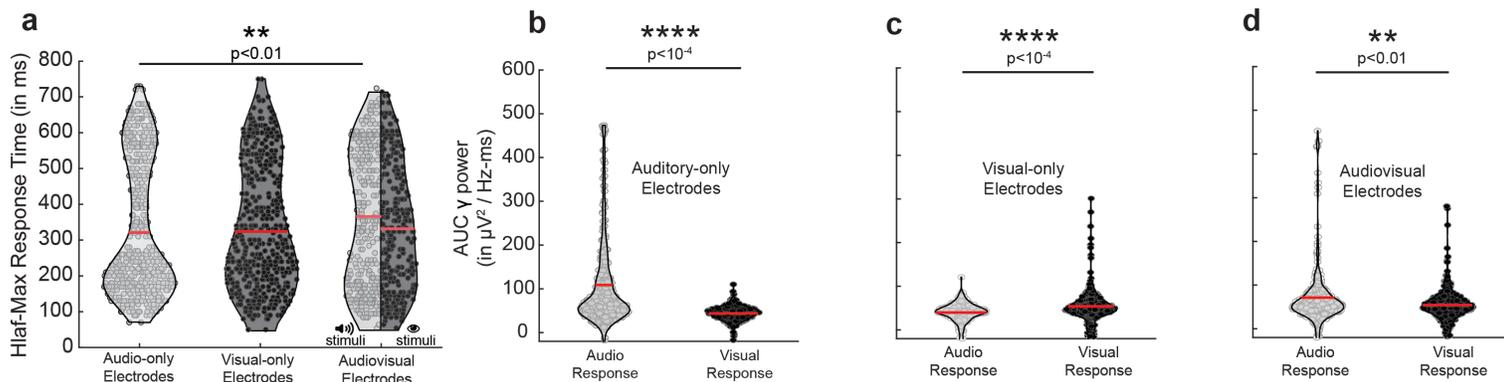 a
**
p<0.01
Hlaf-Max Response Time (in ms)
800
700
600
500
400
300
200
100
0
stimuli
stimuli
Audio-only
Electrodes
Visual-only
Electrodes
Audiovisual
Electrodes
b
****
p<10-4
AUC γ power
(in μV² / Hz-ms)
600
500
400
300
200
100
0
Auditory-only
Electrodes
Audio
Response
Visual
Response
c
****
p<10-4
Visual-only
Electrodes
Audio
Response
Visual
Response
d
**
p<0.01
Audiovisual
Electrodes
Audio
Response
Visual
Response